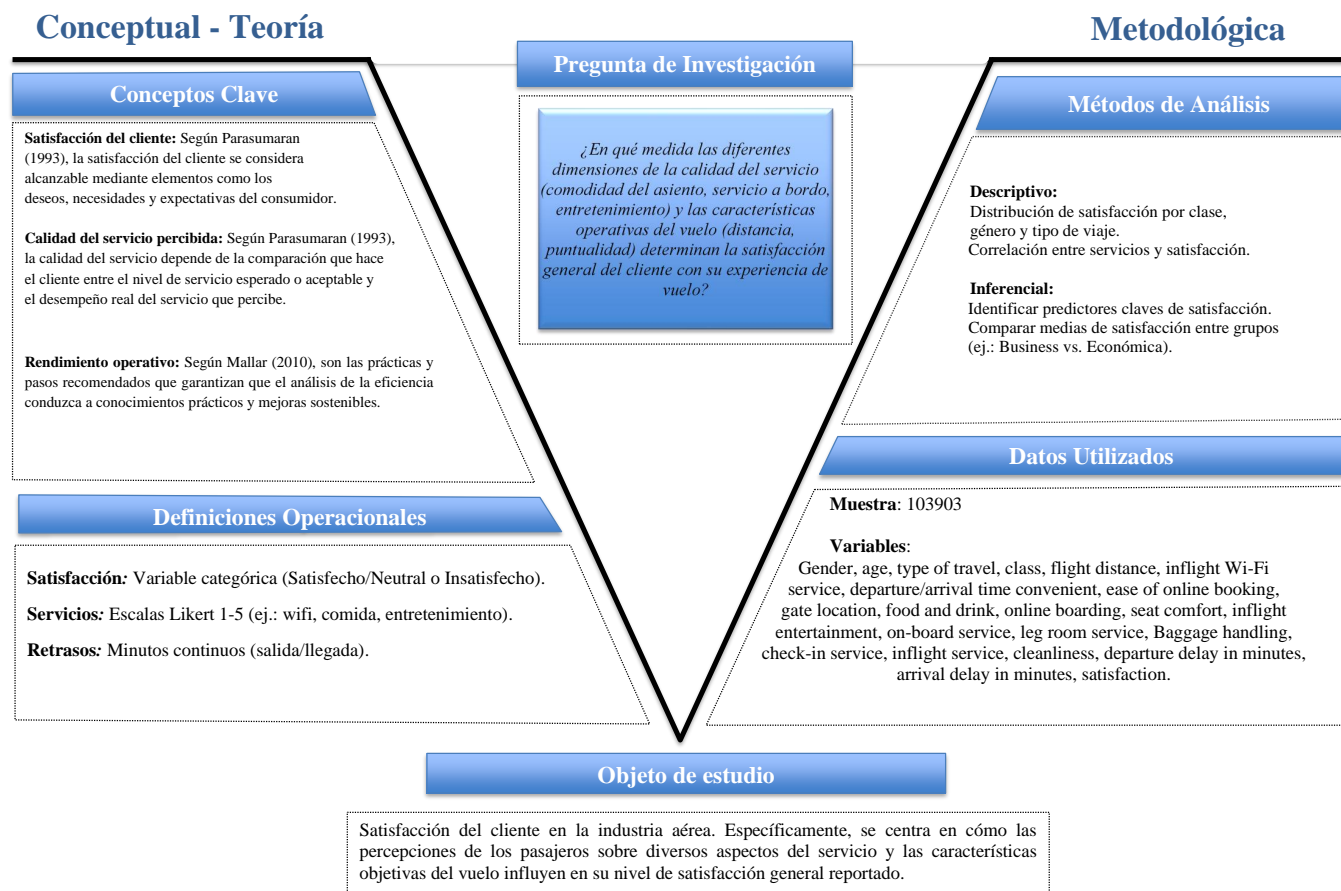 Conceptual - Teoría
Conceptos Clave
Satisfacción del cliente: Según Parasumaran
(1993), la satisfacción del cliente se considera
alcanzable mediante elementos como los
deseos, necesidades y expectativas del consumidor.
Calidad del servicio percibida: Según Parasumaran (1993),
la calidad del servicio depende de la comparación que hace
el cliente entre el nivel de servicio esperado o aceptable y
el desempeño real del servicio que percibe.
Rendimiento operativo: Según Mallar (2010), son las prácticas y
pasos recomendados que garantizan que el análisis de la eficiencia
conduzca a conocimientos prácticos y mejoras sostenibles.
Definiciones Operacionales
Satisfacción: Variable categórica (Satisfecho/Neutral o Insatisfecho).
Servicios: Escalas Likert 1-5 (ej.: wifi, comida, entretenimiento).
Retrasos: Minutos continuos (salida/llegada).
Pregunta de Investigación
¿En qué medida las diferentes
dimensiones de la calidad del servicio
(comodidad del asiento, servicio a bordo,
entretenimiento) y las características
operativas del vuelo (distancia,
puntualidad) determinan la satisfacción
general del cliente con su experiencia de
vuelo?
Metodológica
Métodos de Análisis
Descriptivo:
Distribución de satisfacción por clase,
género y tipo de viaje.
Correlación entre servicios y satisfacción.
Inferencial:
Identificar predictores claves de satisfacción.
Comparar medias de satisfacción entre grupos
(ej.: Business vs. Económica).
Datos Utilizados
Muestra: 103903
Variables:
Gender, age, type of travel, class, flight distance, inflight Wi-Fi
service, departure/arrival time convenient, ease of online booking,
gate location, food and drink, online boarding, seat comfort, inflight
entertainment, on-board service, leg room service, Baggage handling,
check-in service, inflight service, cleanliness, departure delay in minutes,
arrival delay in minutes, satisfaction.
Objeto de estudio
Satisfacción del cliente en la industria aérea. Específicamente, se centra en cómo las
percepciones de los pasajeros sobre diversos aspectos del servicio y las características
objetivas del vuelo influyen en su nivel de satisfacción general reportado.